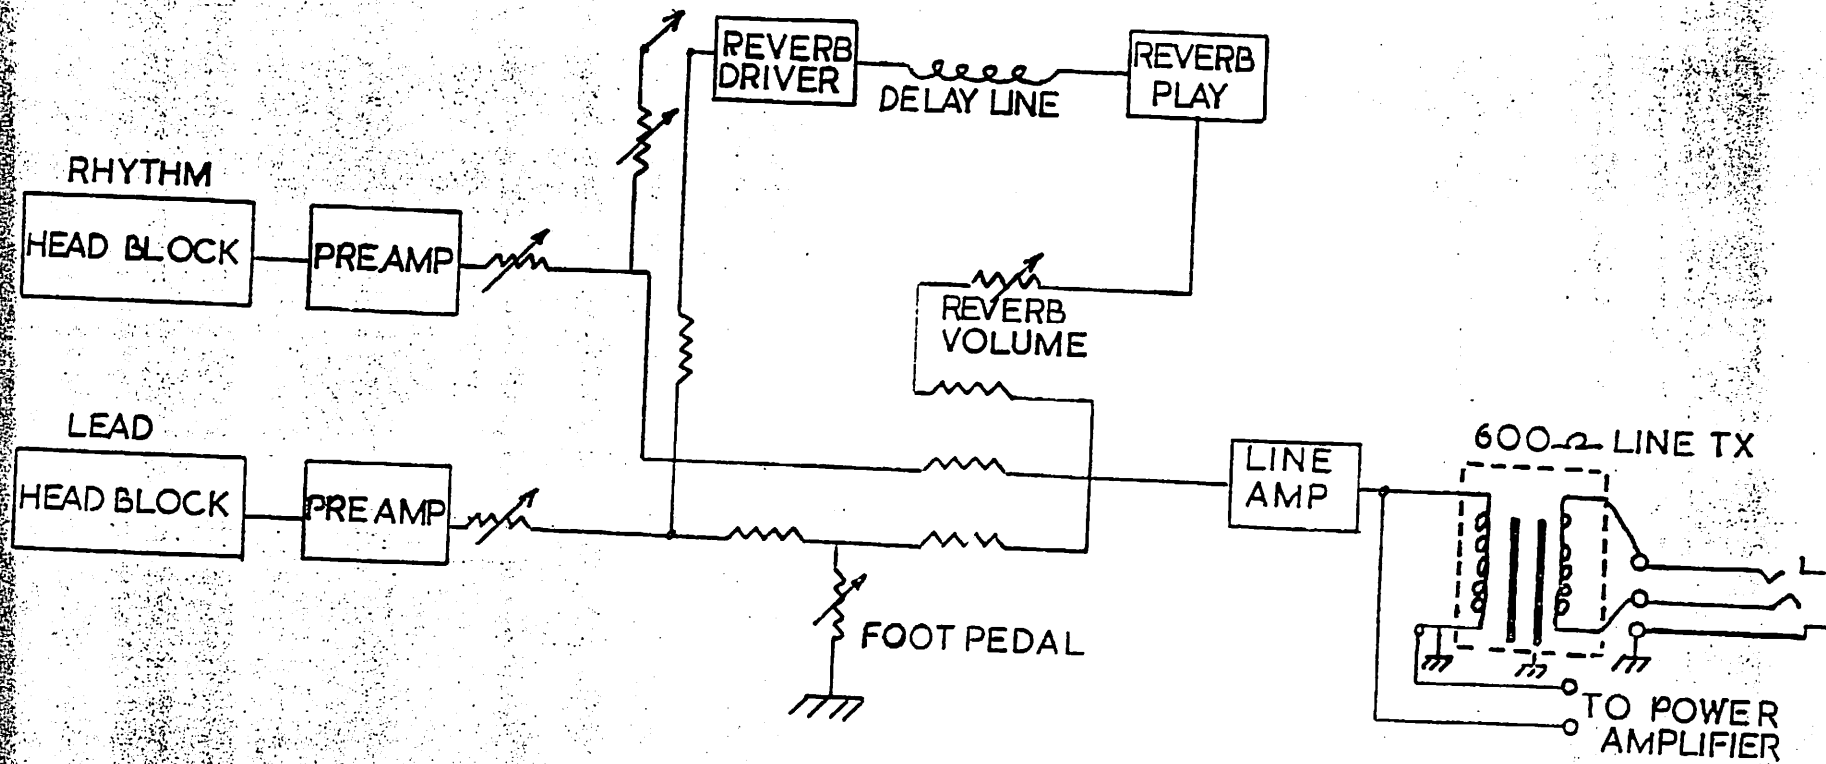 REVERB
DRIVER
DELAY LINE
REVERB
PLAY
RHYTHM
HEAD BLOCK
PREAMP
REVERB
VOLUME
LEAD
HEAD BLOCK
PREAMP
FOOT PEDAL
LINE
AMP
600Ω LINE TX
TO POWER
AMPLIFIER